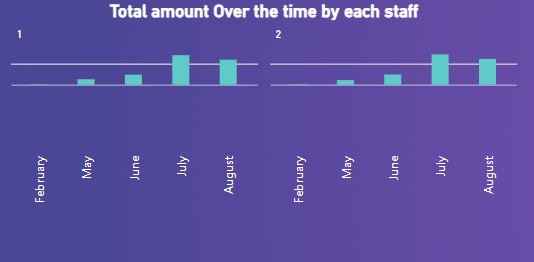 Total amount Over the time by each staff
1
2
February
May
June
July
August
February
May
June
July
August